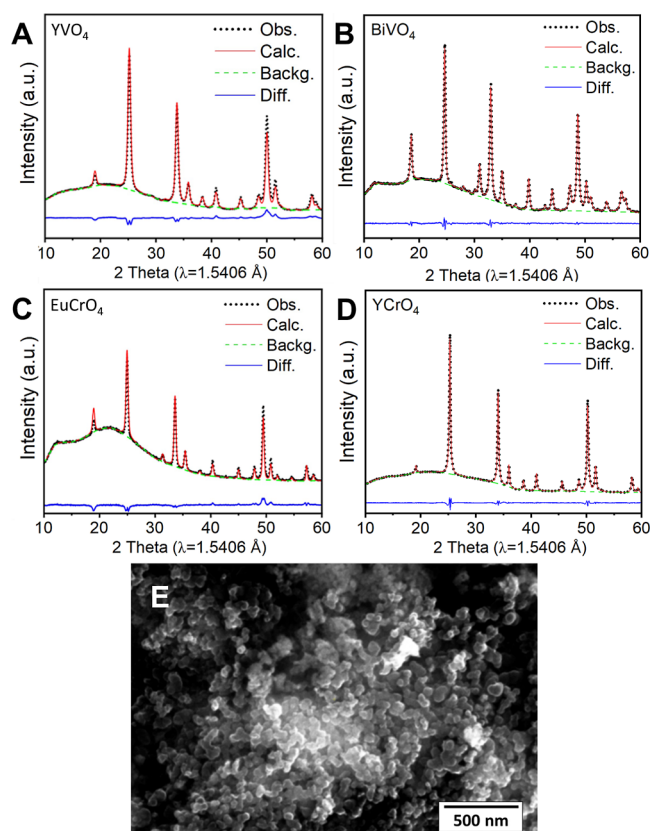 A
YVO₄
Obs.
Calc.
Backg.
Diff.
Intensity (a.u.)
10 20 30 40 50 60
2 Theta (λ=1.5406 Å)
B
BiVO₄
Obs.
Calc.
Backg.
Diff.
Intensity (a.u.)
10 20 30 40 50 60
2 Theta (λ=1.5406 Å)
C
EuCrO₄
Obs.
Calc.
Backg.
Diff.
Intensity (a.u.)
10 20 30 40 50 60
2 Theta (λ=1.5406 Å)
D
YCrO₄
Obs.
Calc.
Backg.
Diff.
Intensity (a.u.)
10 20 30 40 50 60
2 Theta (λ=1.5406 Å)
E
500 nm